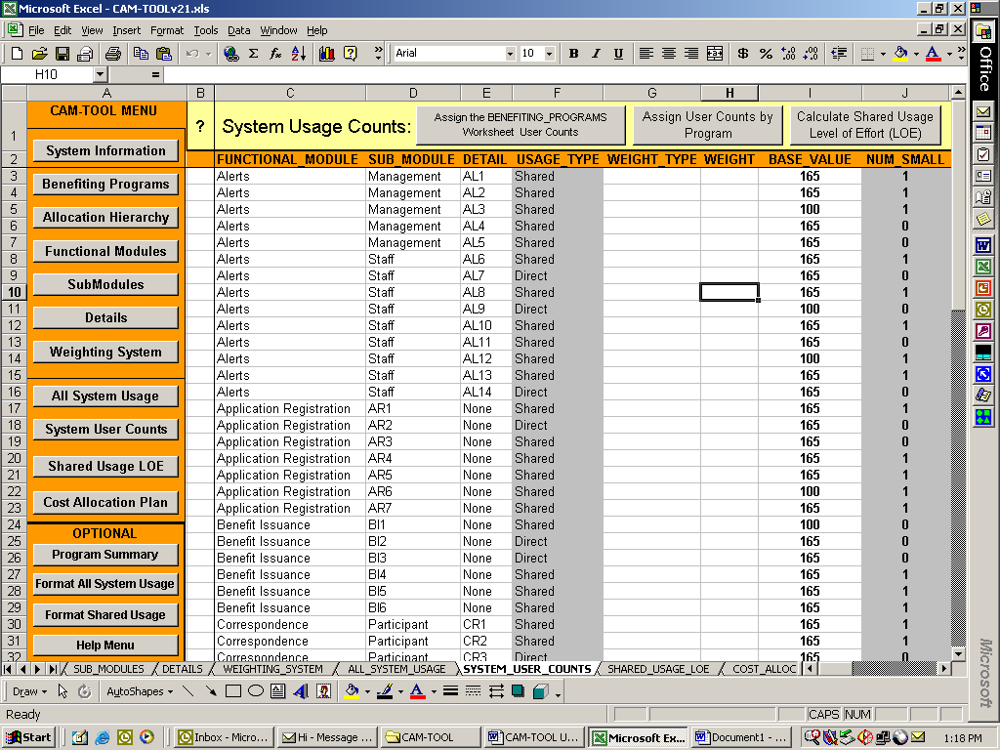 Microsoft Excel - CAM-TOOLv21.xls
File Edit View Insert Format Tools Data Window Help
Arial 10 B I U $ %
H10 =
A B C D E F G H I J
CAM-TOOL MENU
1 ? System Usage Counts: Assign the BENEFITING_PROGRAMS Worksheet User Counts Assign User Counts by Program Calculate Shared Usage Level of Effort (LOE)
2 FUNCTIONAL_MODULE SUB_MODULE DETAIL USAGE_TYPE WEIGHT_TYPE WEIGHT BASE_VALUE NUM_SMALL
3 Alerts Management AL1 Shared 165 1
4 Alerts Management AL2 Shared 165 1
5 Alerts Management AL3 Shared 100 1
6 Alerts Management AL4 Shared 165 0
7 Alerts Management AL5 Shared 165 0
8 Alerts Staff AL6 Shared 165 1
9 Alerts Staff AL7 Direct 165 0
10 Alerts Staff AL8 Shared 165 1
11 Alerts Staff AL9 Direct 100 0
12 Alerts Staff AL10 Shared 165 1
13 Alerts Staff AL11 Shared 165 0
14 Alerts Staff AL12 Shared 100 1
15 Alerts Staff AL13 Shared 165 1
16 Alerts Staff AL14 Direct 165 0
17 Application Registration AR1 None Shared 165 1
18 Application Registration AR2 None Direct 165 0
19 Application Registration AR3 None Shared 165 0
20 Application Registration AR4 None Shared 165 1
21 Application Registration AR5 None Shared 165 1
22 Application Registration AR6 None Shared 100 1
23 Application Registration AR7 None Shared 165 1
24 Benefit Issuance BI1 None Shared 100 1
25 Benefit Issuance BI2 None Direct 165 0
26 Benefit Issuance BI3 None Direct 165 0
27 Benefit Issuance BI4 None Shared 165 1
28 Benefit Issuance BI5 None Shared 165 1
29 Benefit Issuance BI6 None Shared 165 1
30 Correspondence Participant CR1 Shared 165 1
31 Correspondence Participant CR2 Shared 165 1
32 Correspondence Participant CR3 Direct 165 0
System Information
Benefiting Programs
Allocation Hierarchy
Functional Modules
SubModules
Details
Weighting System
All System Usage
System User Counts
Shared Usage LOE
Cost Allocation Plan
OPTIONAL
Program Summary
Format All System Usage
Format Shared Usage
Help Menu
SUB_MODULES DETAILS WEIGHTING_SYSTEM ALL_SYSTEM_USAGE SYSTEM_USER_COUNTS SHARED_USAGE_LOE COST_ALLOC
Draw AutoShapes
Ready CAPS NUM
Start Inbox - Micro... Hi - Message ... CAM-TOOL CAM-TOOL U... Microsoft Ex... Document1 - ... 1:18 PM
Office
Microsoft